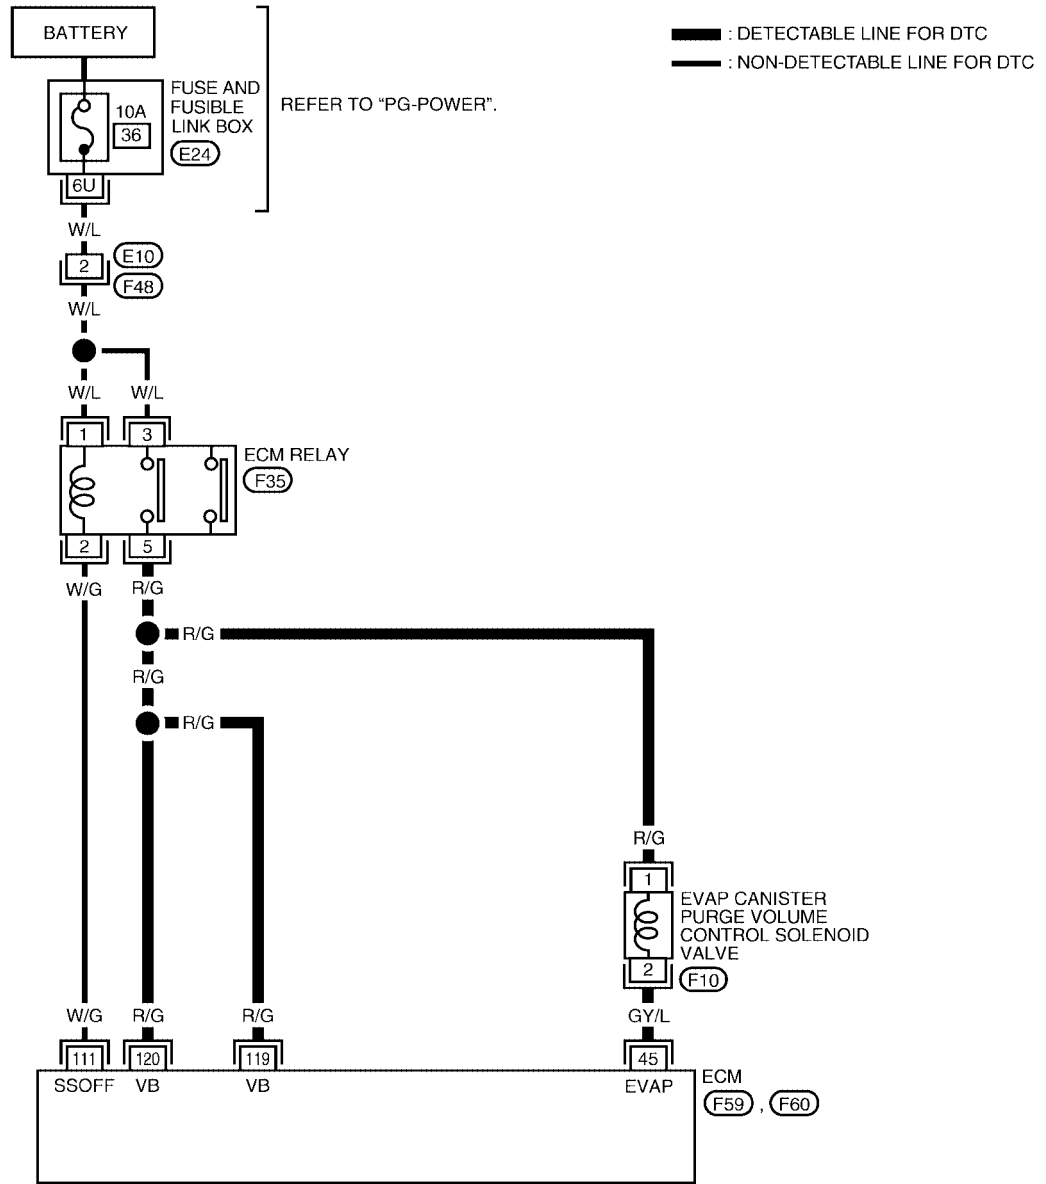 BATTERY
: DETECTABLE LINE FOR DTC
: NON-DETECTABLE LINE FOR DTC
FUSE AND
FUSIBLE
LINK BOX
E24
10A
36
REFER TO "PG-POWER".
6U
W/L
2
E10
F48
W/L
W/L
W/L
1
3
ECM RELAY
F35
2
5
W/G
R/G
R/G
R/G
R/G
R/G
1
EVAP CANISTER
PURGE VOLUME
CONTROL SOLENOID
VALVE
F10
2
W/G
R/G
R/G
GY/L
111
120
119
45
SSOFF
VB
VB
EVAP
ECM
F59 , F60